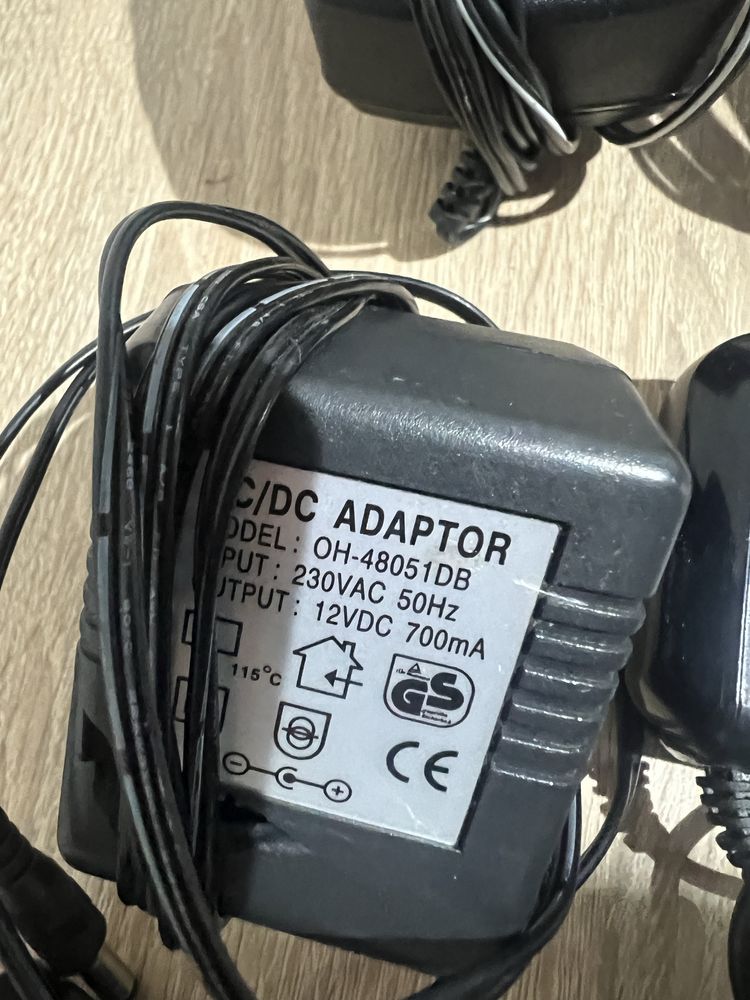 C/DC ADAPTOR
ODEL: OH-48051DB
PUT: 230VAC 50Hz
UTPUT: 12VDC 700mA
115°C
GS
CE